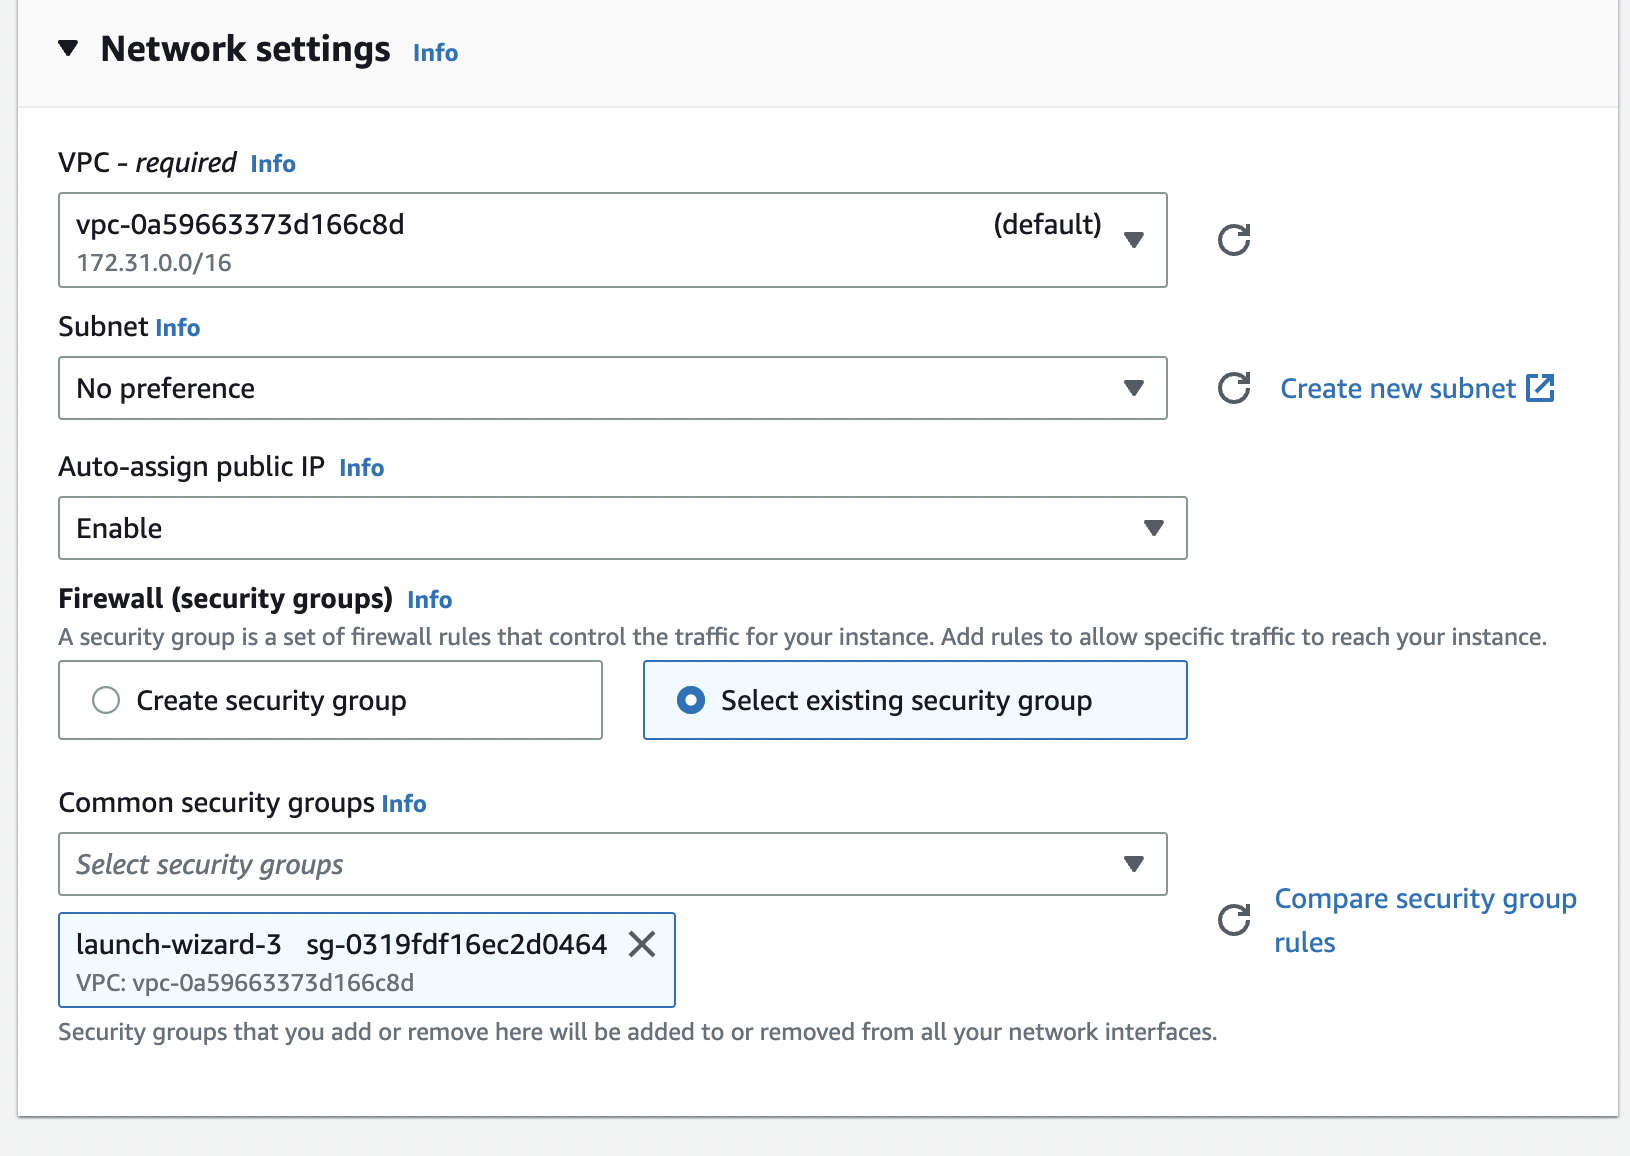 Network settings Info
VPC - required Info
vpc-0a59663373d166c8d (default)
172.31.0.0/16
Subnet Info
No preference
Create new subnet
Auto-assign public IP Info
Enable
Firewall (security groups) Info
A security group is a set of firewall rules that control the traffic for your instance. Add rules to allow specific traffic to reach your instance.
Create security group
Select existing security group
Common security groups Info
Select security groups
Compare security group
rules
launch-wizard-3 sg-0319fdf16ec2d0464
VPC: vpc-0a59663373d166c8d
Security groups that you add or remove here will be added to or removed from all your network interfaces.